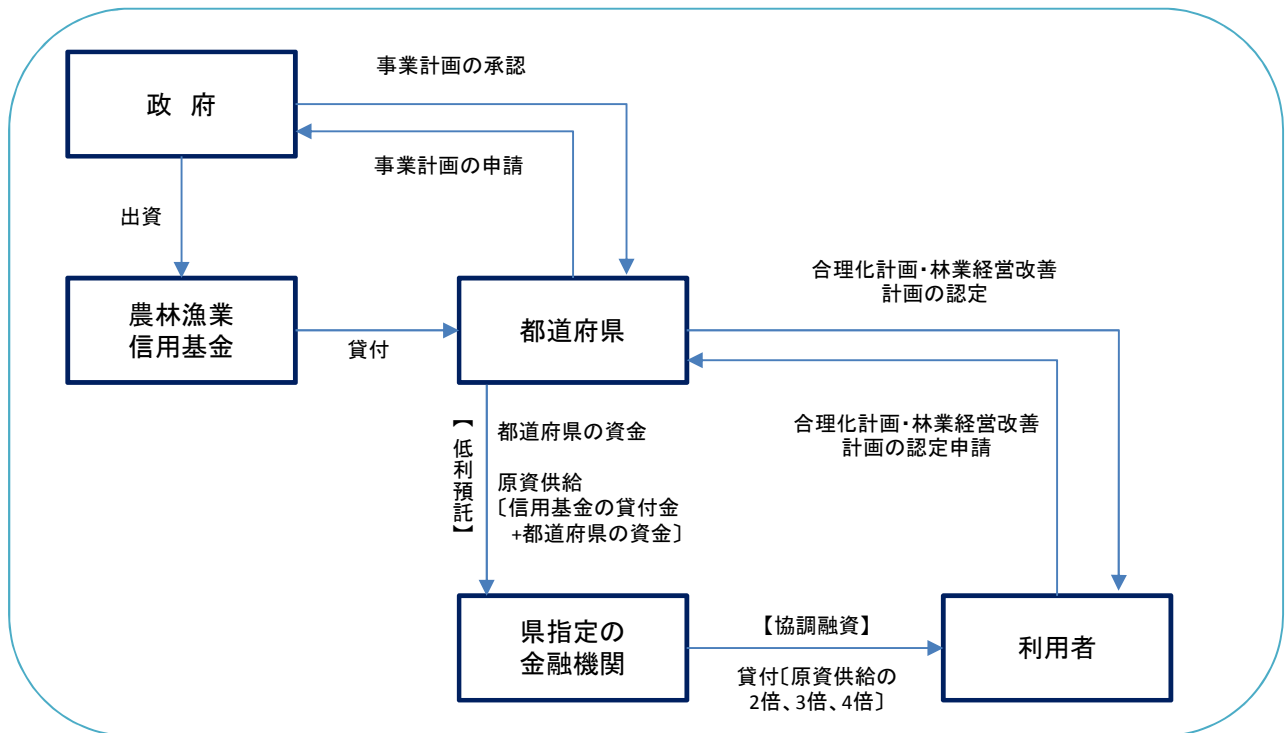 事業計画の承認
政 府
事業計画の申請
出資
合理化計画・林業経営改善
計画の認定
農林漁業
信用基金
貸付
都道府県
【低利預託】
都道府県の資金
原資供給
〔信用基金の貸付金
+都道府県の資金〕
合理化計画・林業経営改善
計画の認定申請
県指定の
金融機関
【協調融資】
貸付〔原資供給の
2倍、3倍、4倍〕
利用者